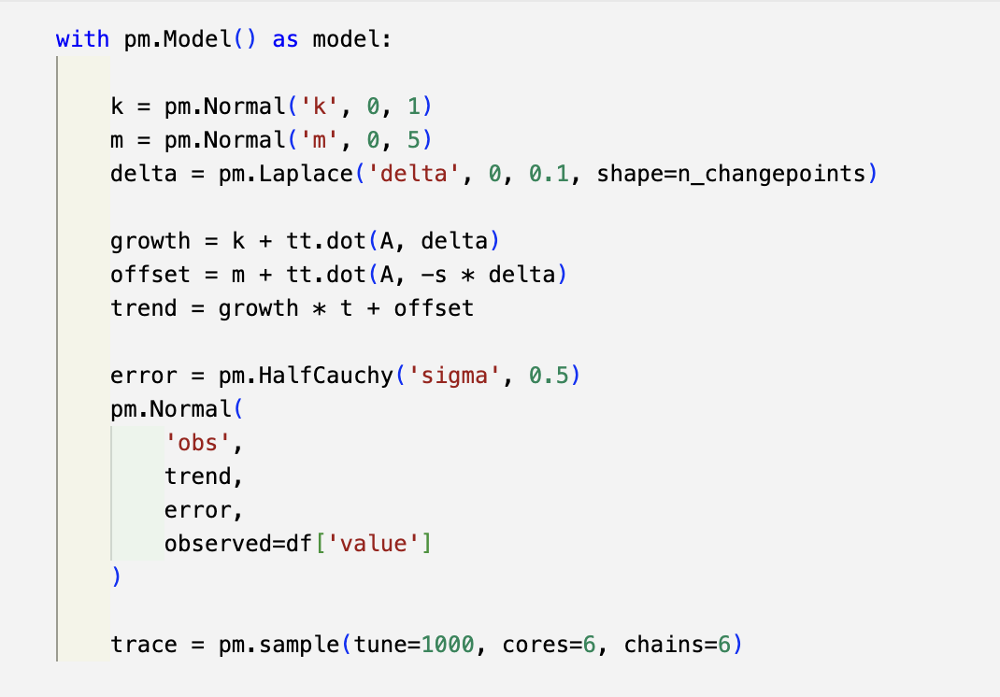 with pm.Model() as model:
k = pm.Normal('k', 0, 1)
m = pm.Normal('m', 0, 5)
delta = pm.Laplace('delta', 0, 0.1, shape=n_changepoints)
growth = k + tt.dot(A, delta)
offset = m + tt.dot(A, -s * delta)
trend = growth * t + offset
error = pm.HalfCauchy('sigma', 0.5)
pm.Normal(
'obs',
trend,
error,
observed=df['value']
)
trace = pm.sample(tune=1000, cores=6, chains=6)